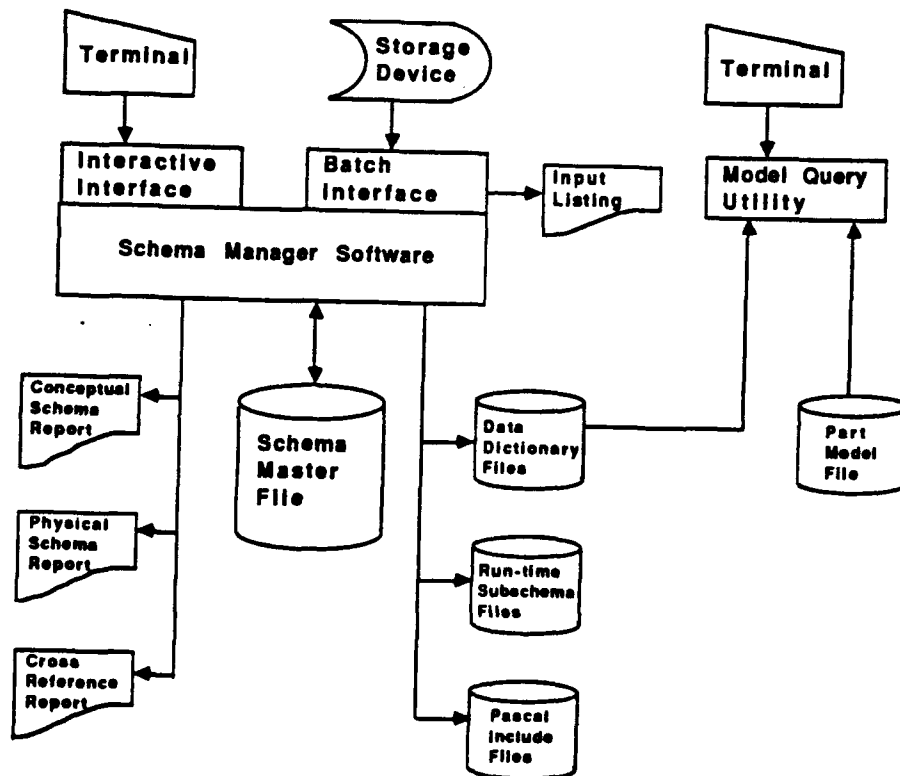 Terminal
Storage
Device
Terminal
Interactive
Interface
Batch
Interface
Input
Listing
Model Query
Utility
Schema Manager Software
Conceptual
Schema
Report
Schema
Master
File
Data
Dictionary
Files
Part
Model
File
Physical
Schema
Report
Run-time
Subschema
Files
Cross
Reference
Report
Pascal
Include
Files